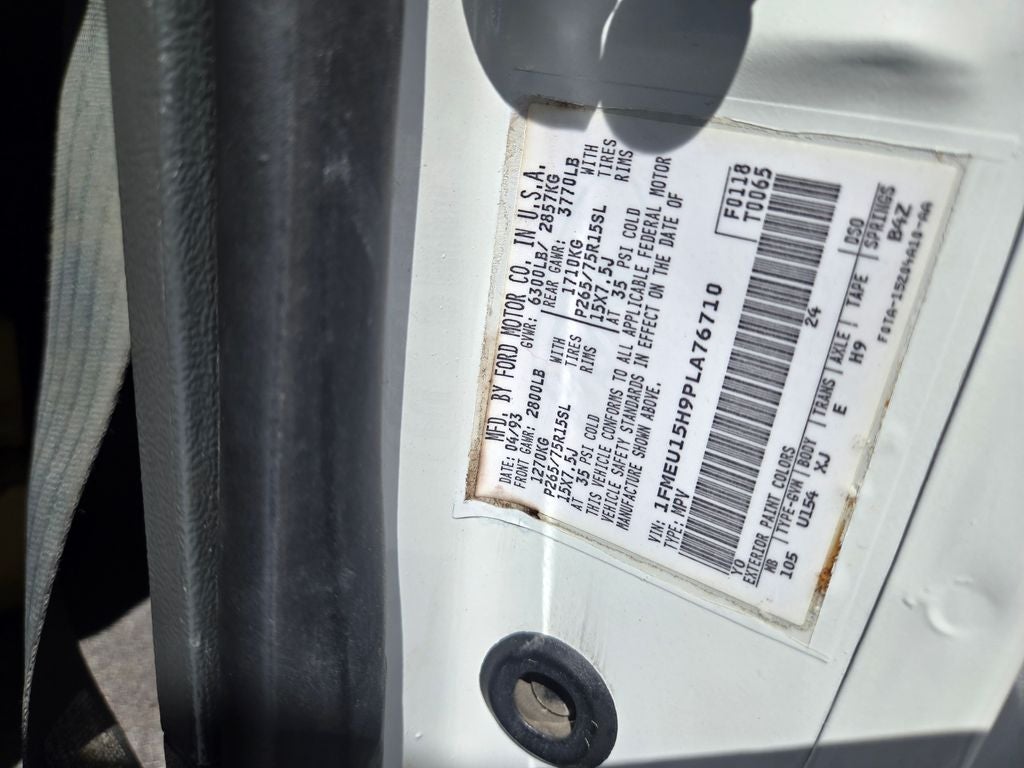 MFD. BY FORD MOTOR CO. IN U.S.A.
DATE: 04/93 GVWR: 6300LB/ 2857KG
FRONT GAWR: 2800LB REAR GAWR: 3770LB
1270KG WITH 1710KG WITH
P265/75R15SL TIRES P265/75R15SL TIRES
15X7.5J RIMS 15X7.5J RIMS
AT 35 PSI COLD AT 35 PSI COLD
THIS VEHICLE CONFORMS TO ALL APPLICABLE FEDERAL MOTOR
VEHICLE SAFETY STANDARDS IN EFFECT ON THE DATE OF
MANUFACTURE SHOWN ABOVE.
VIN: 1FMEU15H9PLA76710
TYPE: MPV
F0118
T0065
YO 24
EXTERIOR PAINT COLORS DSO
WB TYPE-GVW BODY TRANS AXLE TAPE SPRINGS
105 U154 XJ E H9 B4Z